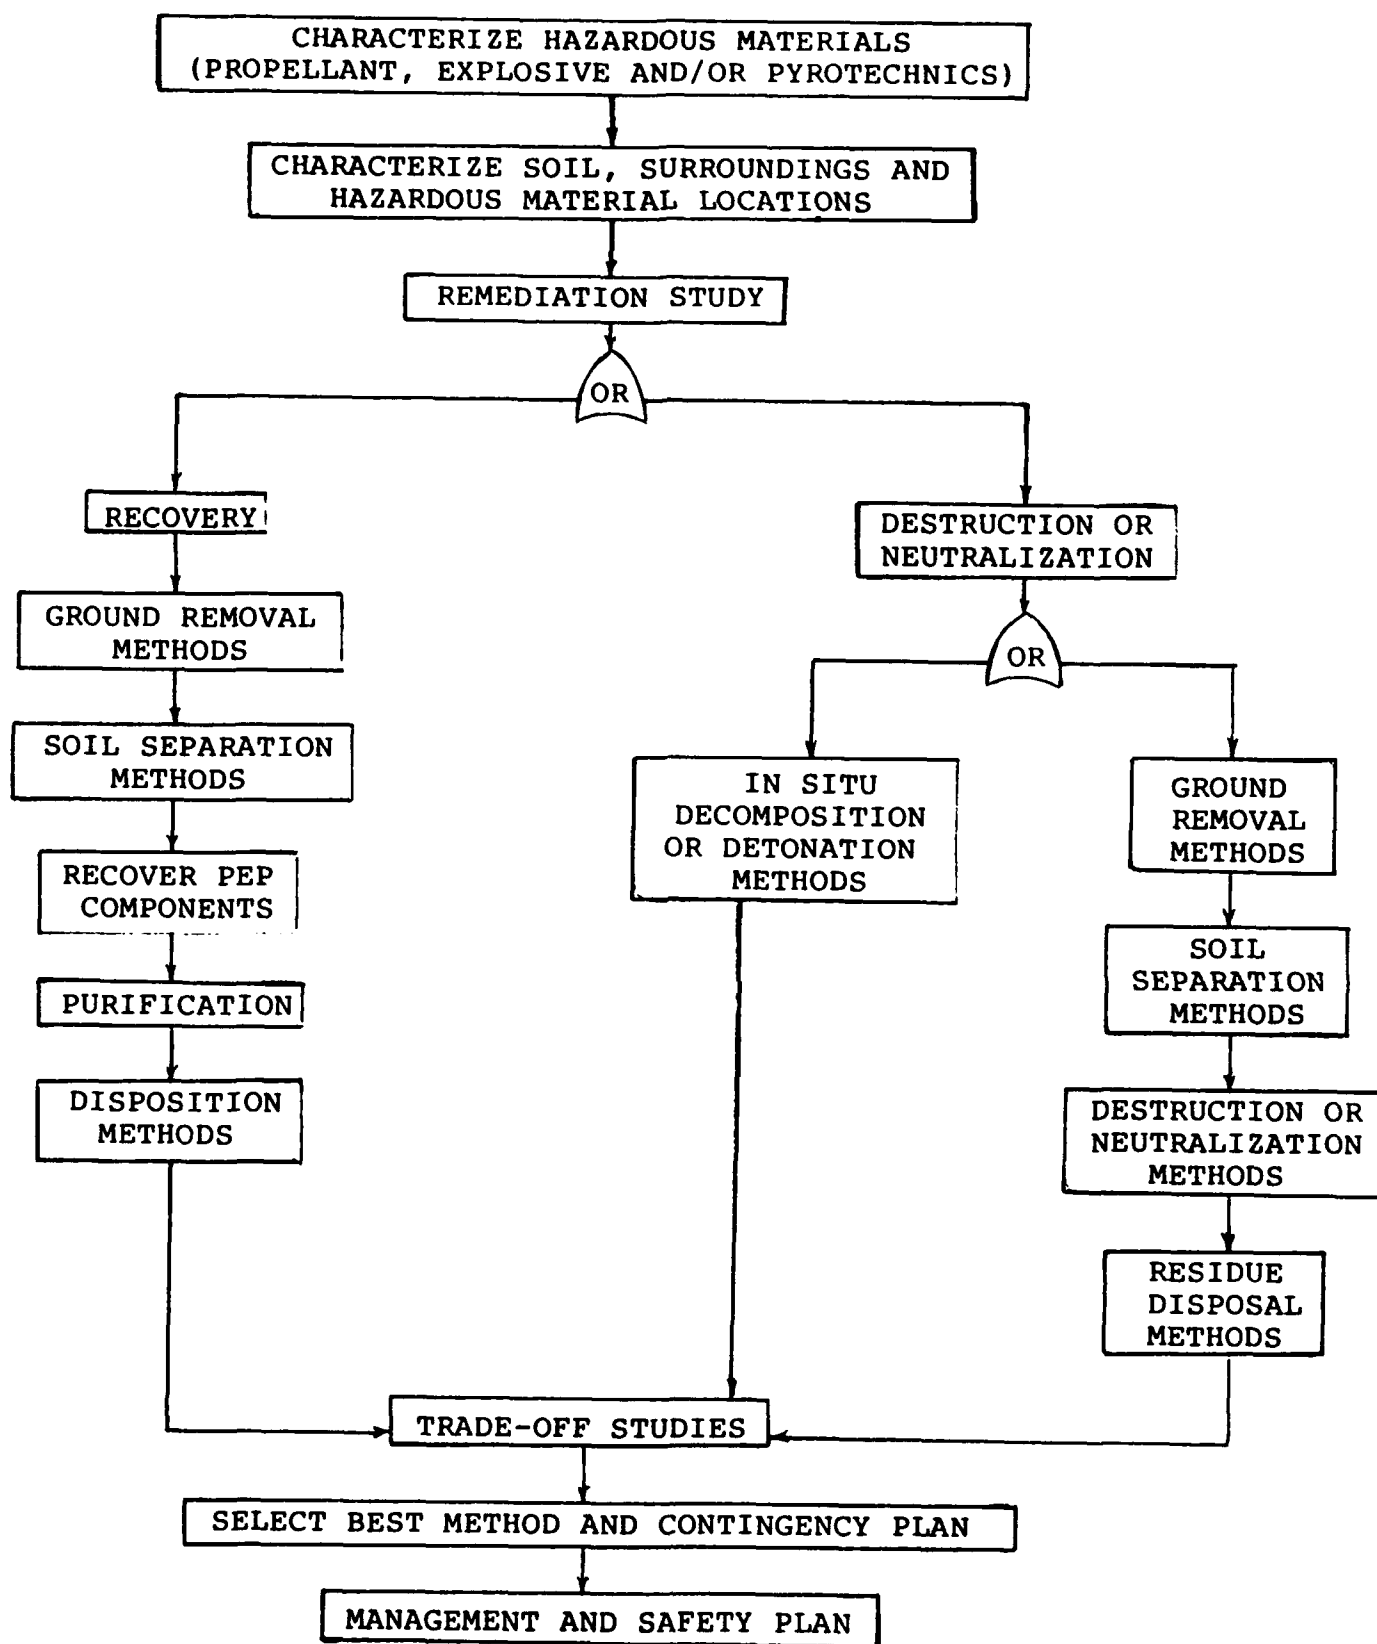 CHARACTERIZE HAZARDOUS MATERIALS
(PROPELLANT, EXPLOSIVE AND/OR PYROTECHNICS)
CHARACTERIZE SOIL, SURROUNDINGS AND
HAZARDOUS MATERIAL LOCATIONS
REMEDIATION STUDY
OR
RECOVERY
GROUND REMOVAL
METHODS
SOIL SEPARATION
METHODS
RECOVER PEP
COMPONENTS
PURIFICATION
DISPOSITION
METHODS
DESTRUCTION OR
NEUTRALIZATION
OR
IN SITU
DECOMPOSITION
OR DETONATION
METHODS
GROUND
REMOVAL
METHODS
SOIL
SEPARATION
METHODS
DESTRUCTION OR
NEUTRALIZATION
METHODS
RESIDUE
DISPOSAL
METHODS
TRADE-OFF STUDIES
SELECT BEST METHOD AND CONTINGENCY PLAN
MANAGEMENT AND SAFETY PLAN